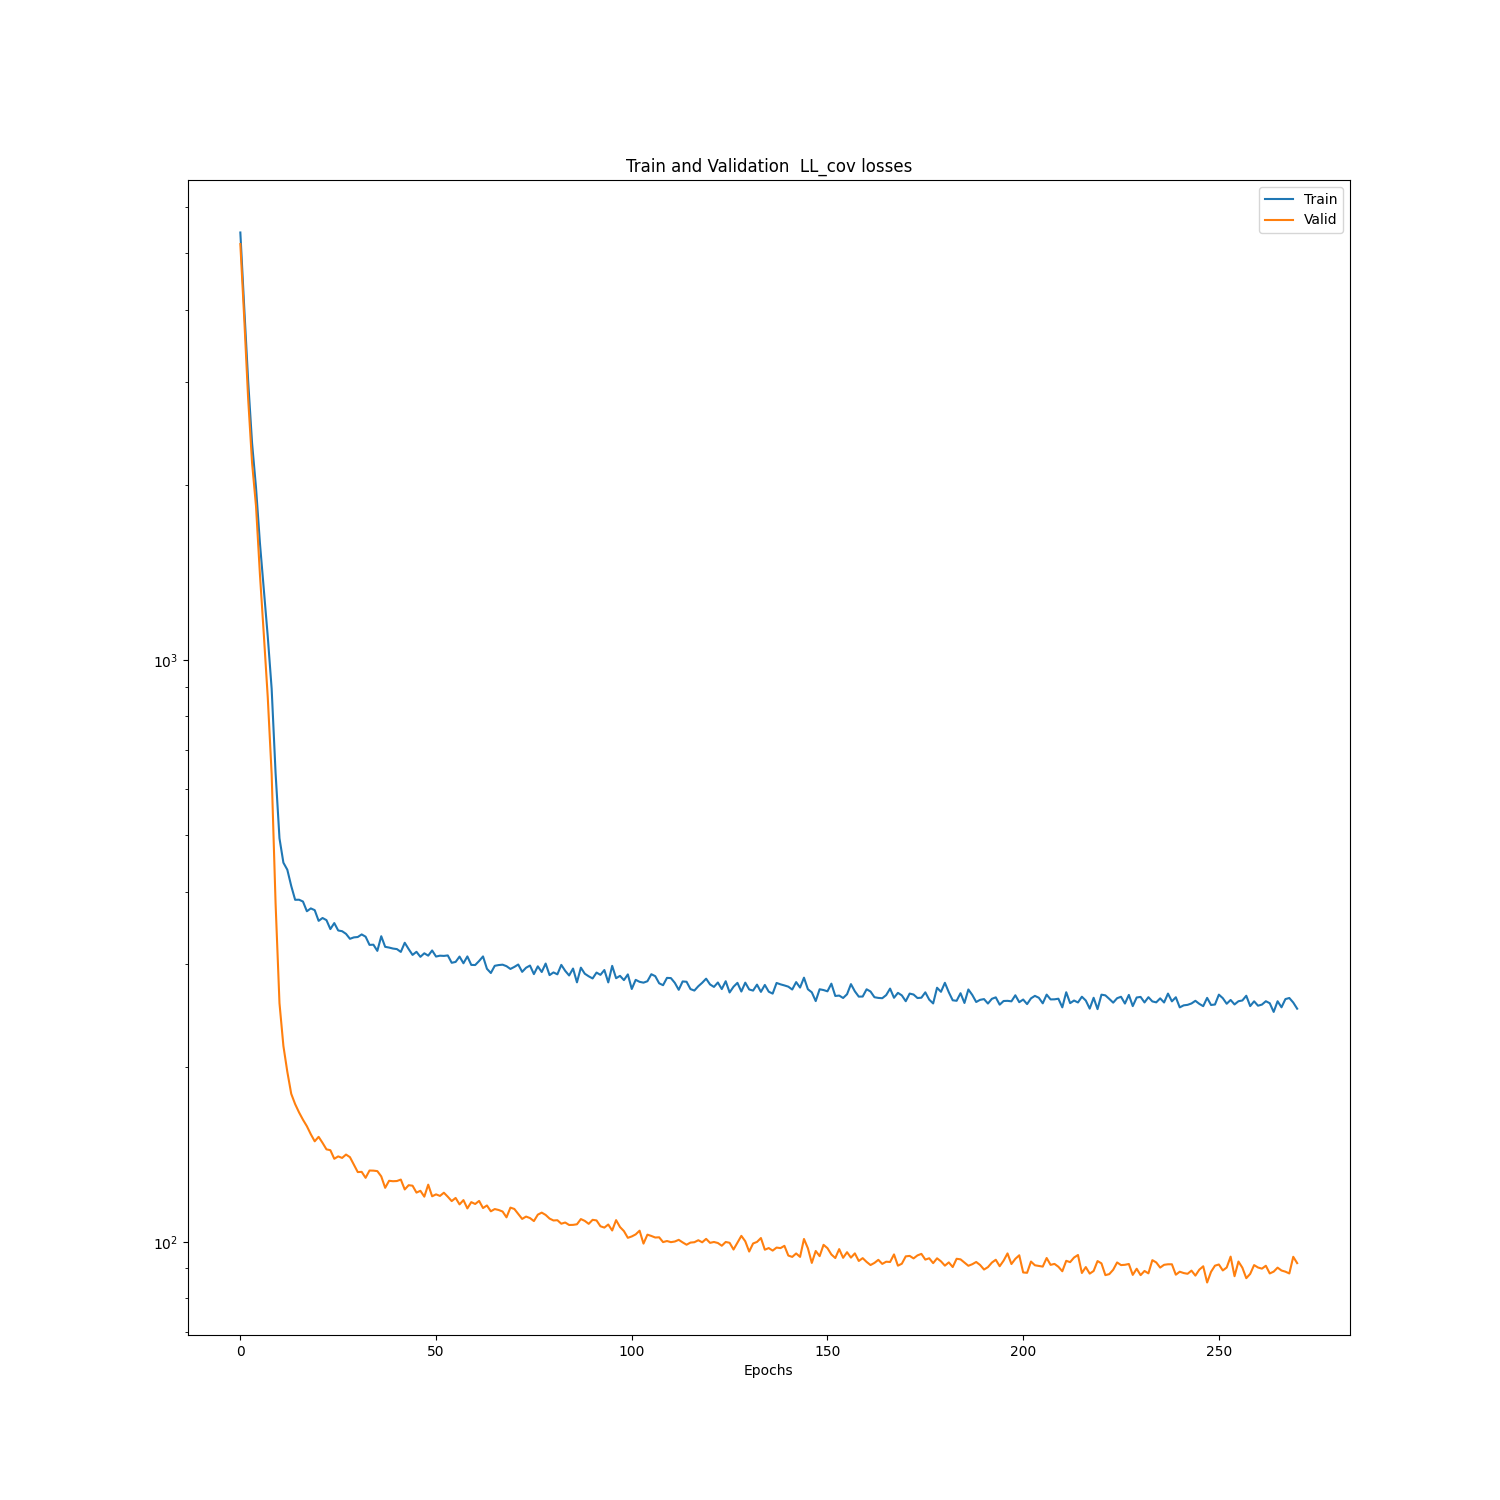 Train and Validation  LL_cov losses
Train
Valid
10³
10²
0 50 100 150 200 250
Epochs